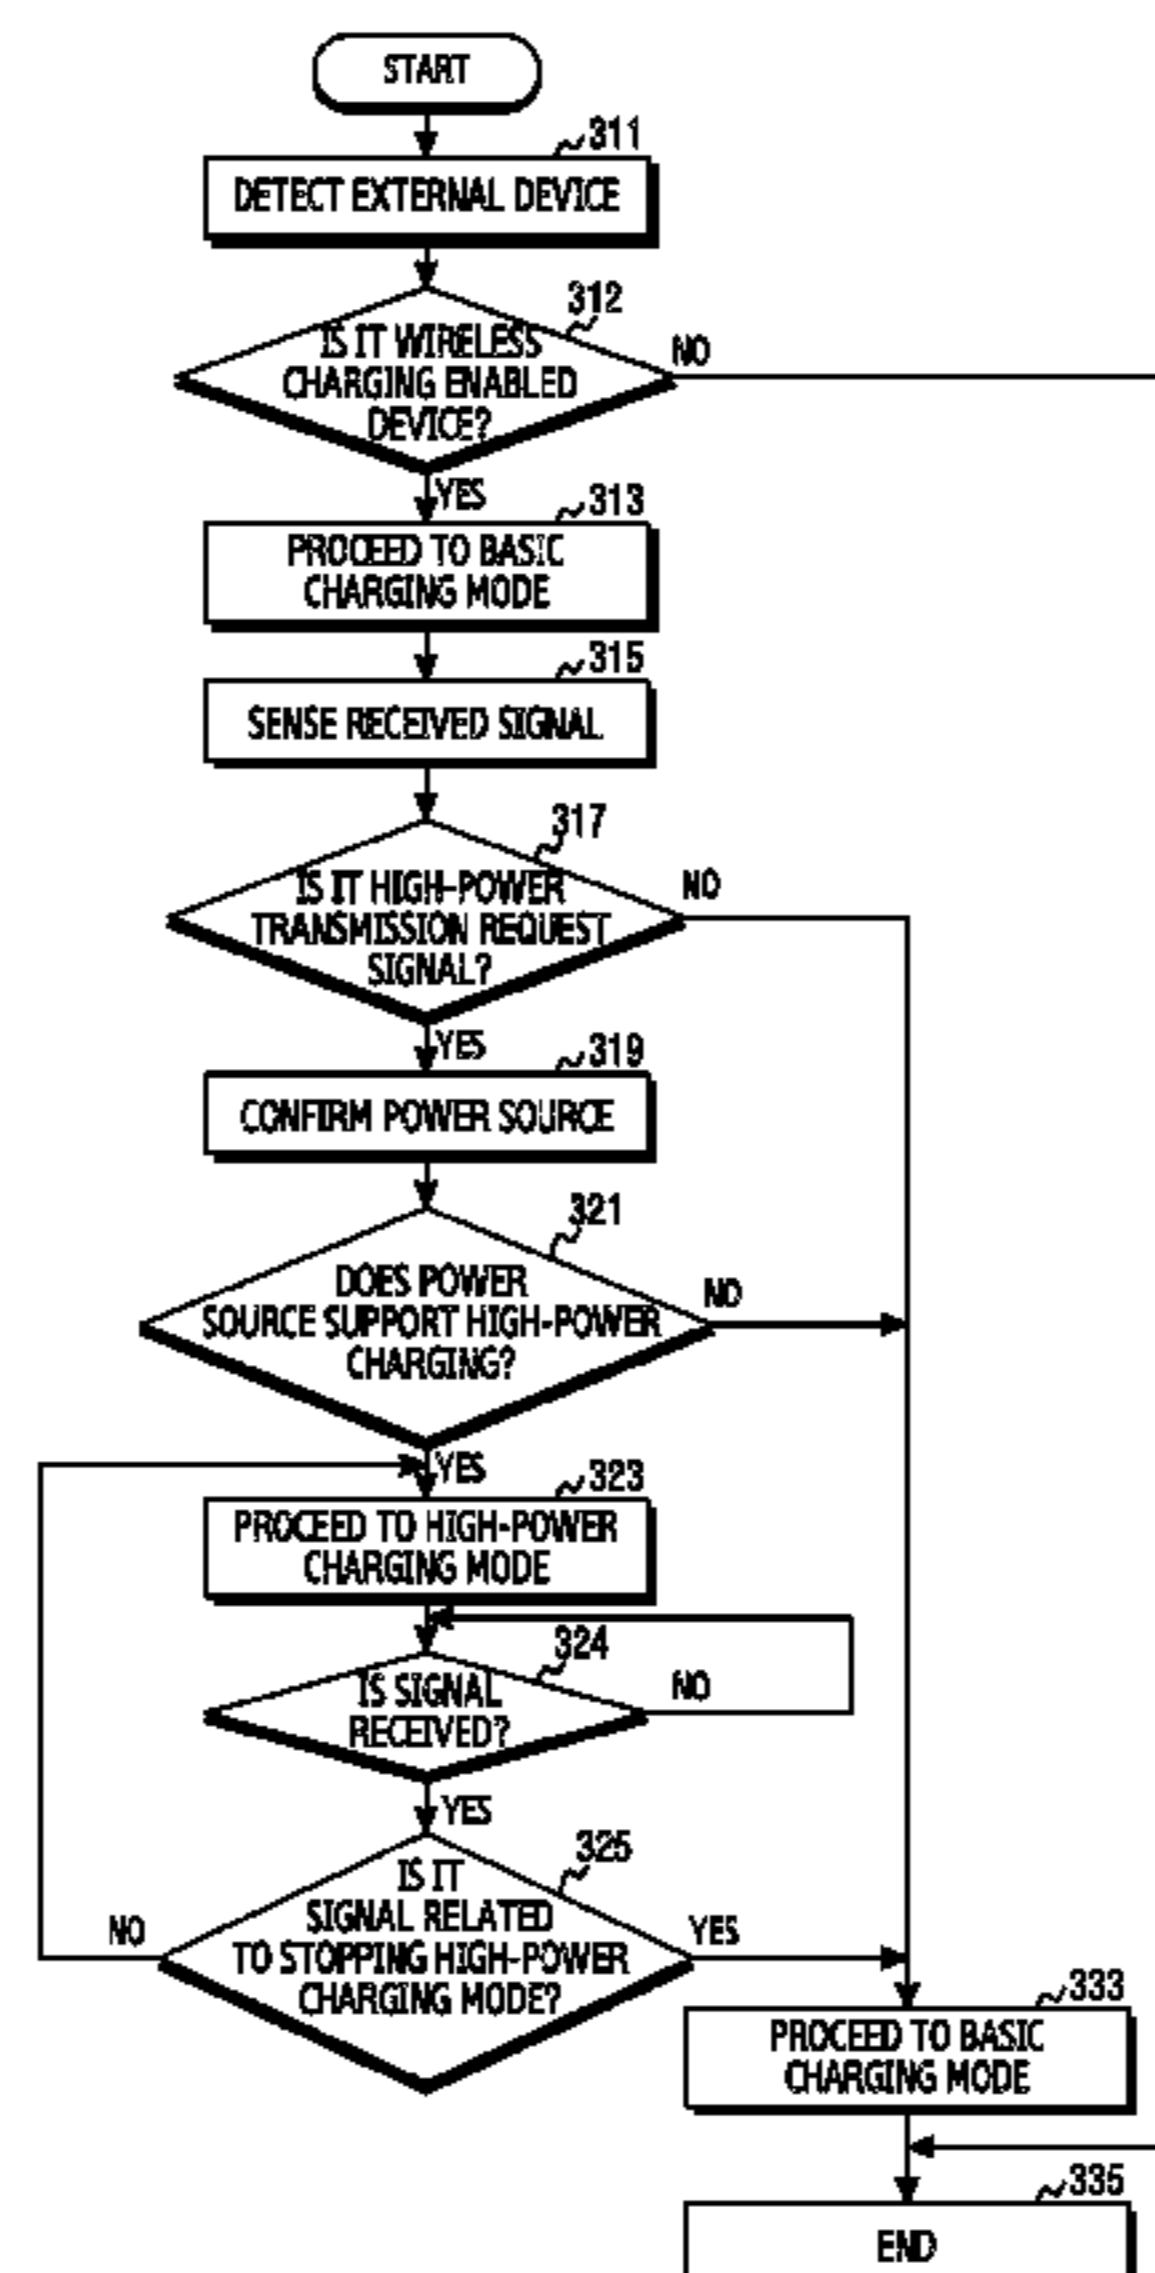 START
311
DETECT EXTERNAL DEVICE
312
IS IT WIRELESS
CHARGING ENABLED
DEVICE?
NO
YES
313
PROCEED TO BASIC
CHARGING MODE
315
SENSE RECEIVED SIGNAL
317
IS IT HIGH-POWER
TRANSMISSION REQUEST
SIGNAL?
NO
YES
319
CONFIRM POWER SOURCE
321
DOES POWER
SOURCE SUPPORT HIGH-POWER
CHARGING?
NO
YES
323
PROCEED TO HIGH-POWER
CHARGING MODE
324
IS SIGNAL
RECEIVED?
NO
YES
325
IS IT
SIGNAL RELATED
TO STOPPING HIGH-POWER
CHARGING MODE?
NO
YES
333
PROCEED TO BASIC
CHARGING MODE
335
END